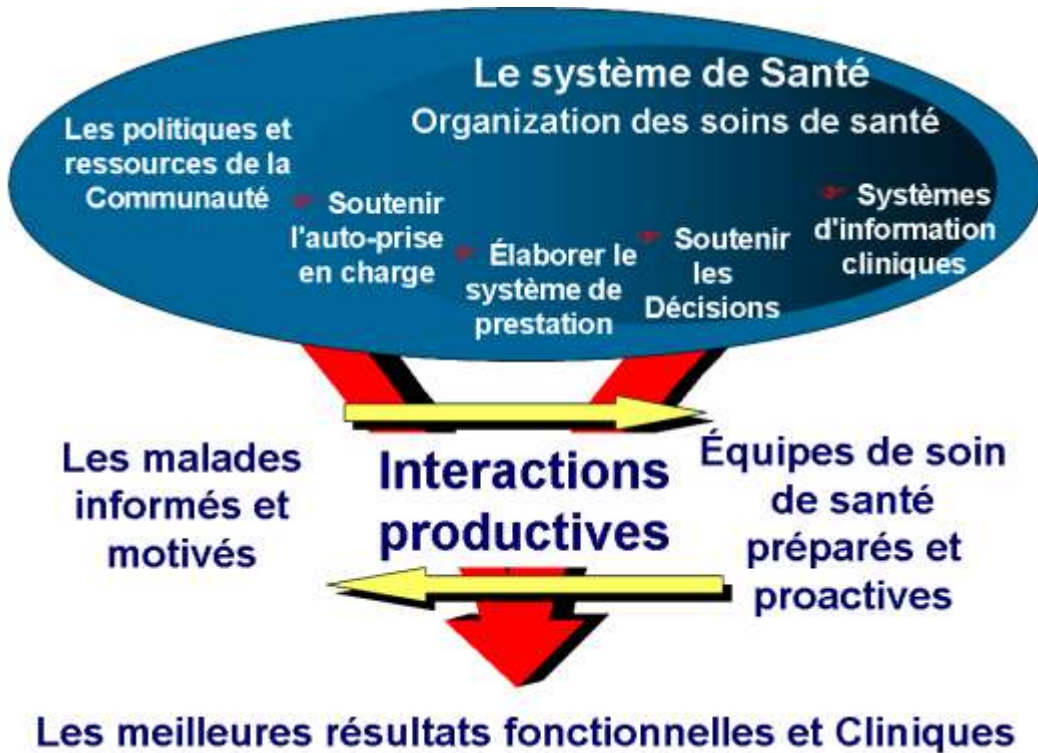 Le système de Santé
Organization des soins de santé
Les politiques et
ressources de la
Communauté
☞ Soutenir
l'auto-prise
en charge
☞ Élaborer le
système de
prestation
☞ Soutenir
les
Décisions
☞ Systèmes
d'information
cliniques
Les malades
informés et
motivés
Interactions
productives
Équipes de soin
de santé
préparés et
proactives
Les meilleures résultats fonctionnelles et Cliniques